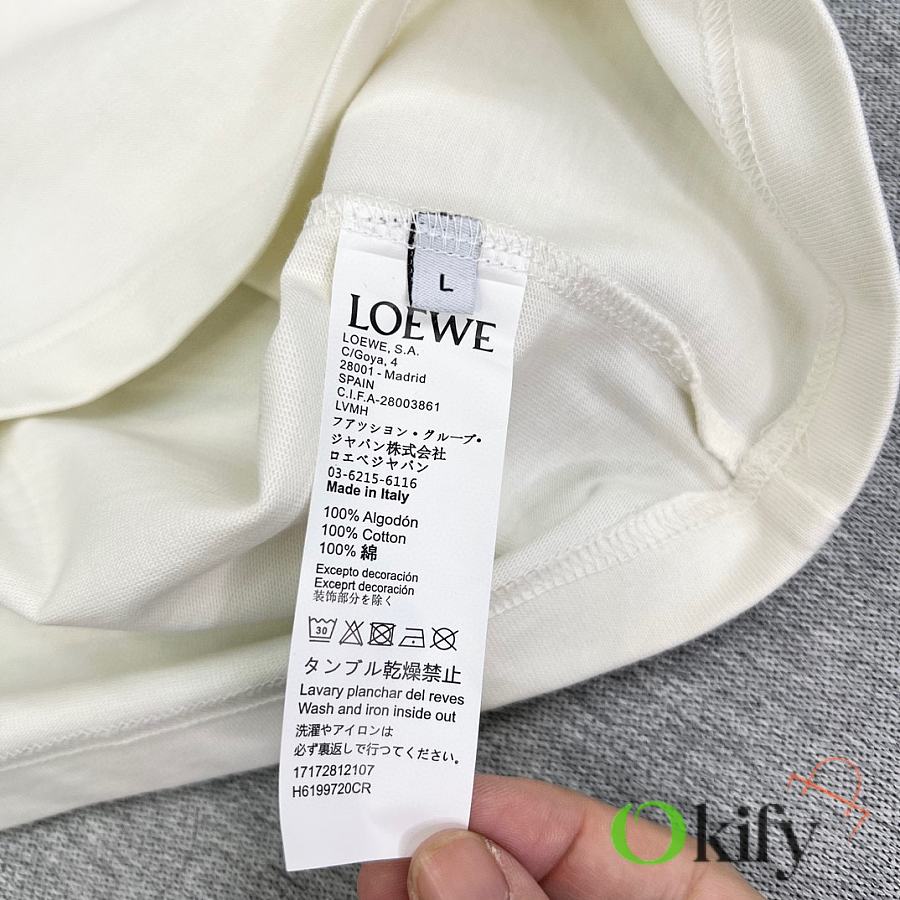 L
LOEWE
LOEWE, S.A.
C/Goya, 4
28001 - Madrid
SPAIN
C.I.F.A-28003861
LVMH
ファッション・グループ・
ジャパン株式会社
ロエベジャパン
03-6215-6116
Made in Italy
100% Algodón
100% Cotton
100% 綿
Excepto decoración
Exceprt decoración
装飾部分を除く
30
タンブル乾燥禁止
Lavary planchar del reves
Wash and iron inside out
洗濯やアイロンは
必ず裏返しで行つてください。
17172812107
H6199720CR
Okify